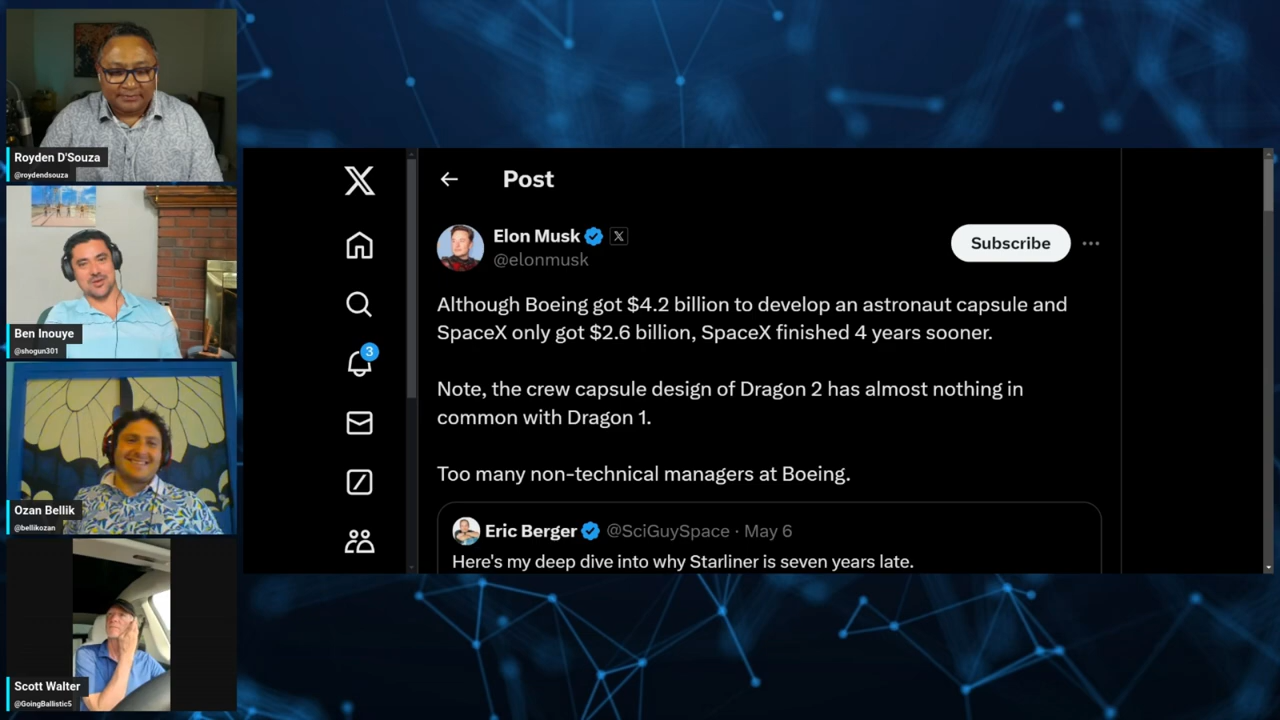 Royden D'Souza
@roydendsouza
Ben Inouye
@shogun301
Ozan Bellik
@bellikozan
Scott Walter
@GoingBallistic5
Post
Elon Musk
@elonmusk
Subscribe
3
Although Boeing got $4.2 billion to develop an astronaut capsule and
SpaceX only got $2.6 billion, SpaceX finished 4 years sooner.
Note, the crew capsule design of Dragon 2 has almost nothing in
common with Dragon 1.
Too many non-technical managers at Boeing.
Eric Berger @SciGuySpace · May 6
Here's my deep dive into why Starliner is seven years late.